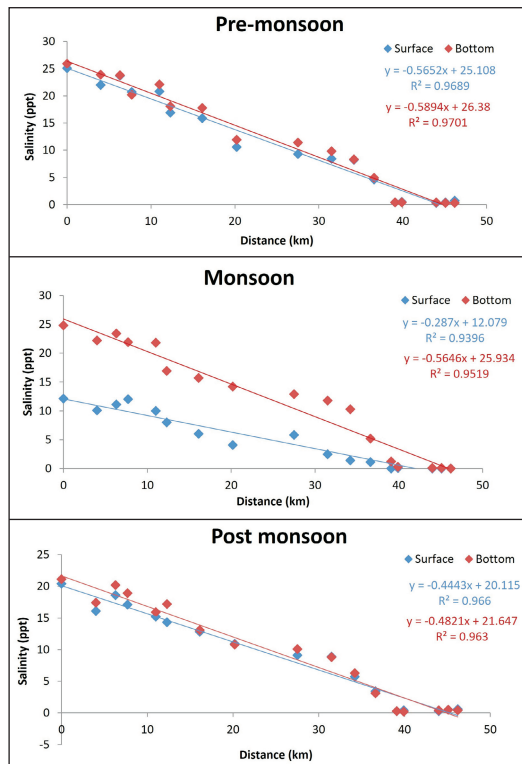 Pre-monsoon
30
25
20
15
10
5
0
Salinity (ppt)
Surface Bottom
y = -0.5652x + 25.108
R² = 0.9689
y = -0.5894x + 26.38
R² = 0.9701
0 10 20 30 40 50
Distance (km)
Monsoon
30
25
20
15
10
5
0
Salinity (ppt)
Surface Bottom
y = -0.287x + 12.079
R² = 0.9396
y = -0.5646x + 25.934
R² = 0.9519
0 10 20 30 40 50
Distance (km)
Post monsoon
25
20
15
10
5
0
-5
Salinity (ppt)
Surface Bottom
y = -0.4443x + 20.115
R² = 0.966
y = -0.4821x + 21.647
R² = 0.963
0 10 20 30 40 50
Distance (km)